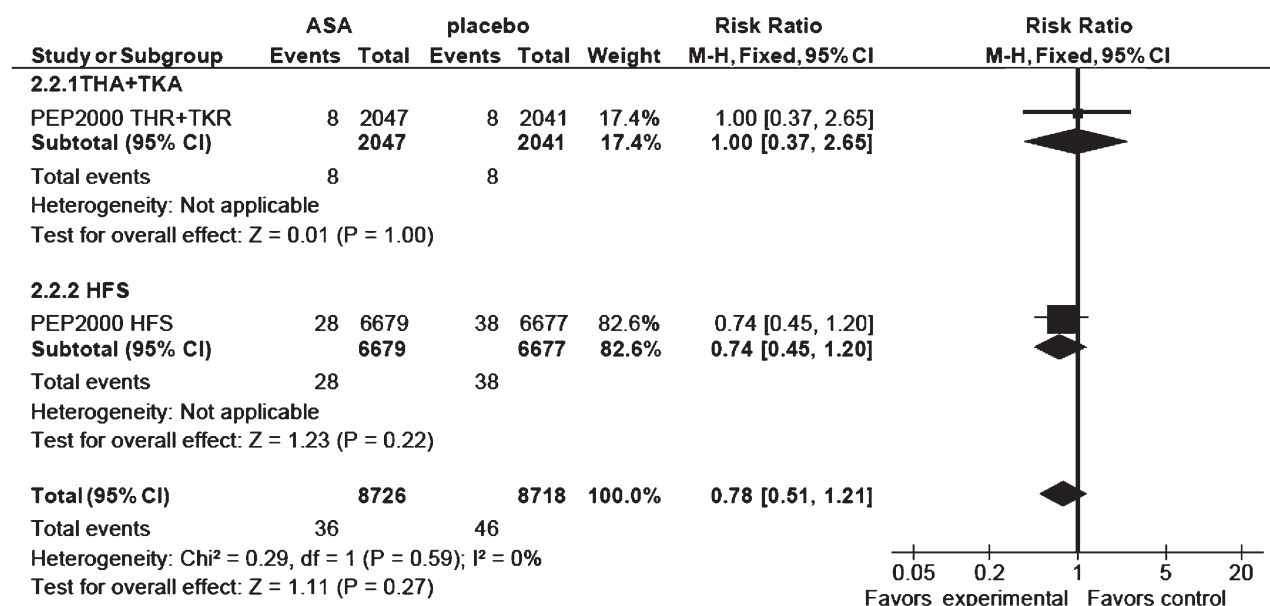 ASA placebo Risk Ratio Risk Ratio
Study or Subgroup Events Total Events Total Weight M-H, Fixed, 95% CI M-H, Fixed, 95% CI
2.2.1THA+TKA
PEP2000 THR+TKR 8 2047 8 2041 17.4% 1.00 [0.37, 2.65]
Subtotal (95% CI) 2047 2041 17.4% 1.00 [0.37, 2.65]
Total events 8 8
Heterogeneity: Not applicable
Test for overall effect: Z = 0.01 (P = 1.00)
2.2.2 HFS
PEP2000 HFS 28 6679 38 6677 82.6% 0.74 [0.45, 1.20]
Subtotal (95% CI) 6679 6677 82.6% 0.74 [0.45, 1.20]
Total events 28 38
Heterogeneity: Not applicable
Test for overall effect: Z = 1.23 (P = 0.22)
Total (95% CI) 8726 8718 100.0% 0.78 [0.51, 1.21]
Total events 36 46
Heterogeneity: Chi² = 0.29, df = 1 (P = 0.59); I² = 0%
Test for overall effect: Z = 1.11 (P = 0.27)
0.05 0.2 1 5 20
Favors experimental Favors control